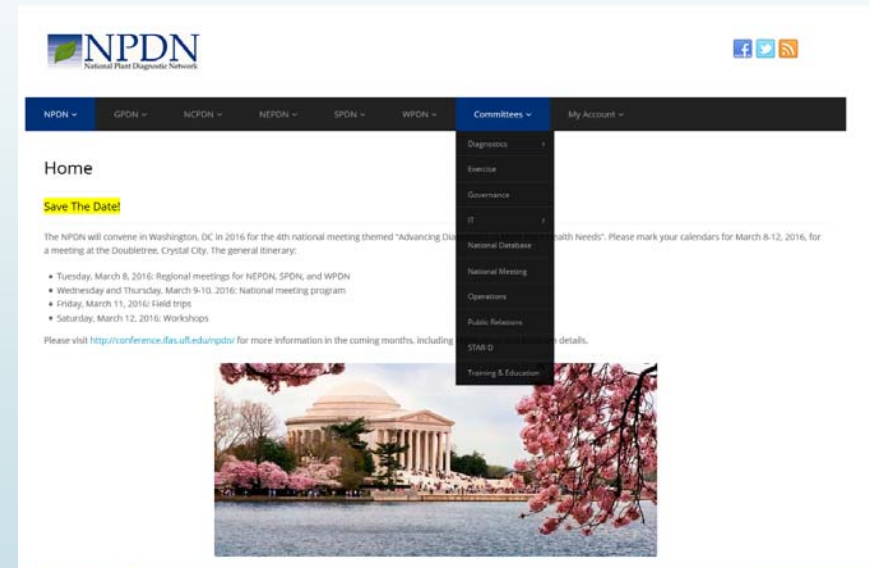 NPDN
National Plant Diagnostic Network
NPDN GPDN NCPDN NEPDN SPDN WPDN Committees My Account
Diagnostics
Exercise
Governance
IT
National Database
National Meeting
Operations
Public Relations
STAR-D
Training & Education
Home
Save The Date!
The NPDN will convene in Washington, DC in 2016 for the 4th national meeting themed "Advancing Dia Health Needs". Please mark your calendars for March 8-12, 2016, for
a meeting at the Doubletree, Crystal City. The general itinerary:
Tuesday, March 8, 2016: Regional meetings for NEPDN, SPDN, and WPDN
Wednesday and Thursday, March 9-10, 2016: National meeting program
Friday, March 11, 2016: Field trips
Saturday, March 12, 2016: Workshops
Please visit http://conference.ifas.ufl.edu/npdn/ for more information in the coming months, including details.